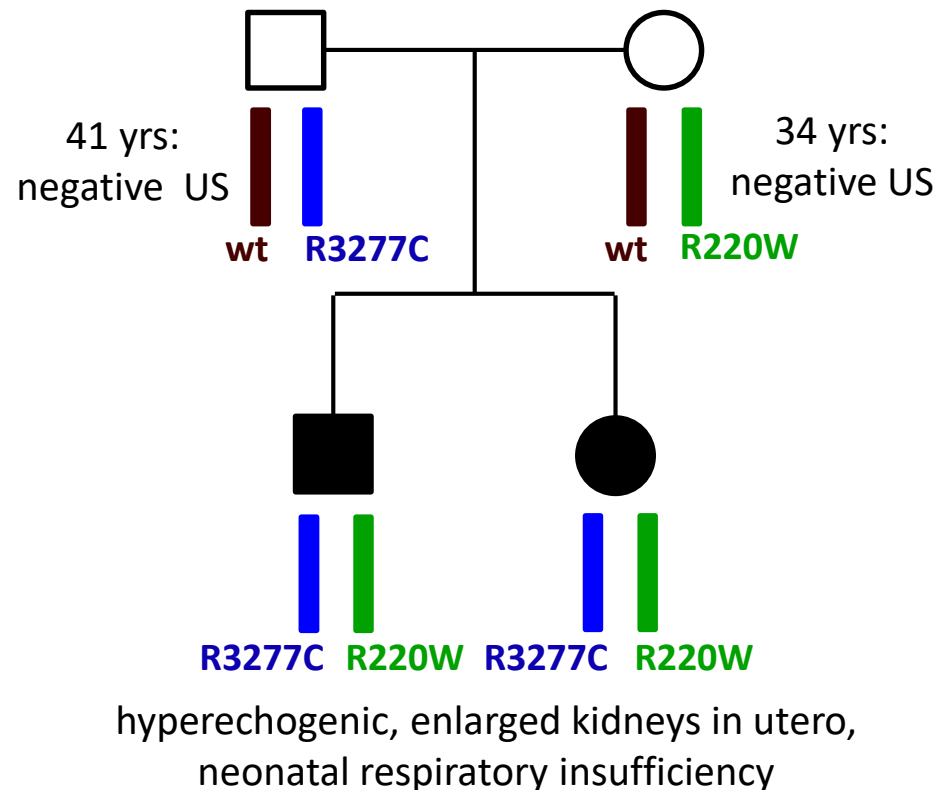 41 yrs:
negative US
wt R3277C
34 yrs:
negative US
wt R220W
R3277C R220W R3277C R220W
hyperechogenic, enlarged kidneys in utero,
neonatal respiratory insufficiency